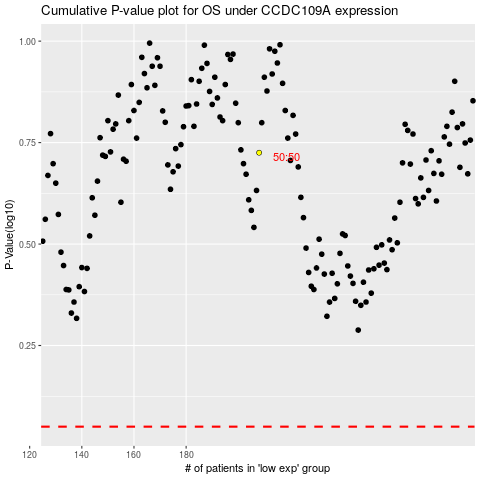 Cumulative P-value plot for OS under CCDC109A expression
P-Value(log10)
1.00
0.75
0.50
0.25
50:50
120 140 160 180
# of patients in 'low exp' group